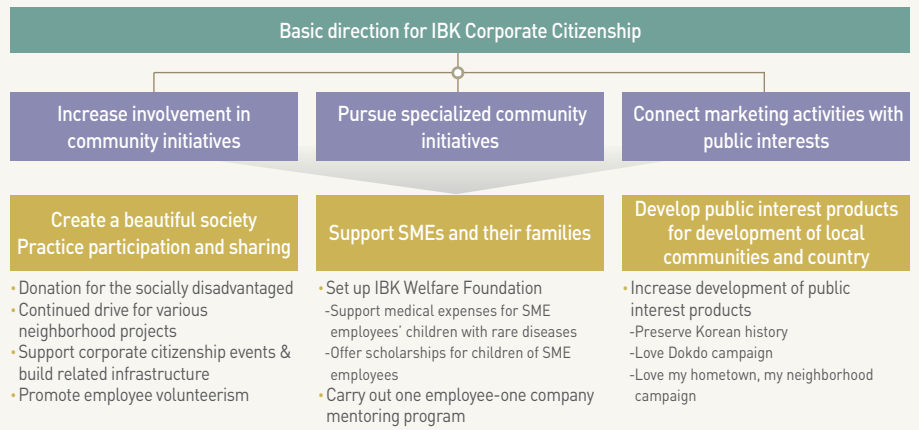 Basic direction for IBK Corporate Citizenship
Increase involvement in
community initiatives
Pursue specialized community
initiatives
Connect marketing activities with
public interests
Create a beautiful society
Practice participation and sharing
• Donation for the socially disadvantaged
• Continued drive for various
neighborhood projects
• Support corporate citizenship events &
build related infrastructure
• Promote employee volunteerism
Support SMEs and their families
• Set up IBK Welfare Foundation
-Support medical expenses for SME
employees' children with rare diseases
-Offer scholarships for children of SME
employees
• Carry out one employee-one company
mentoring program
Develop public interest products
for development of local
communities and country
• Increase development of public
interest products
-Preserve Korean history
-Love Dokdo campaign
-Love my hometown, my neighborhood
campaign